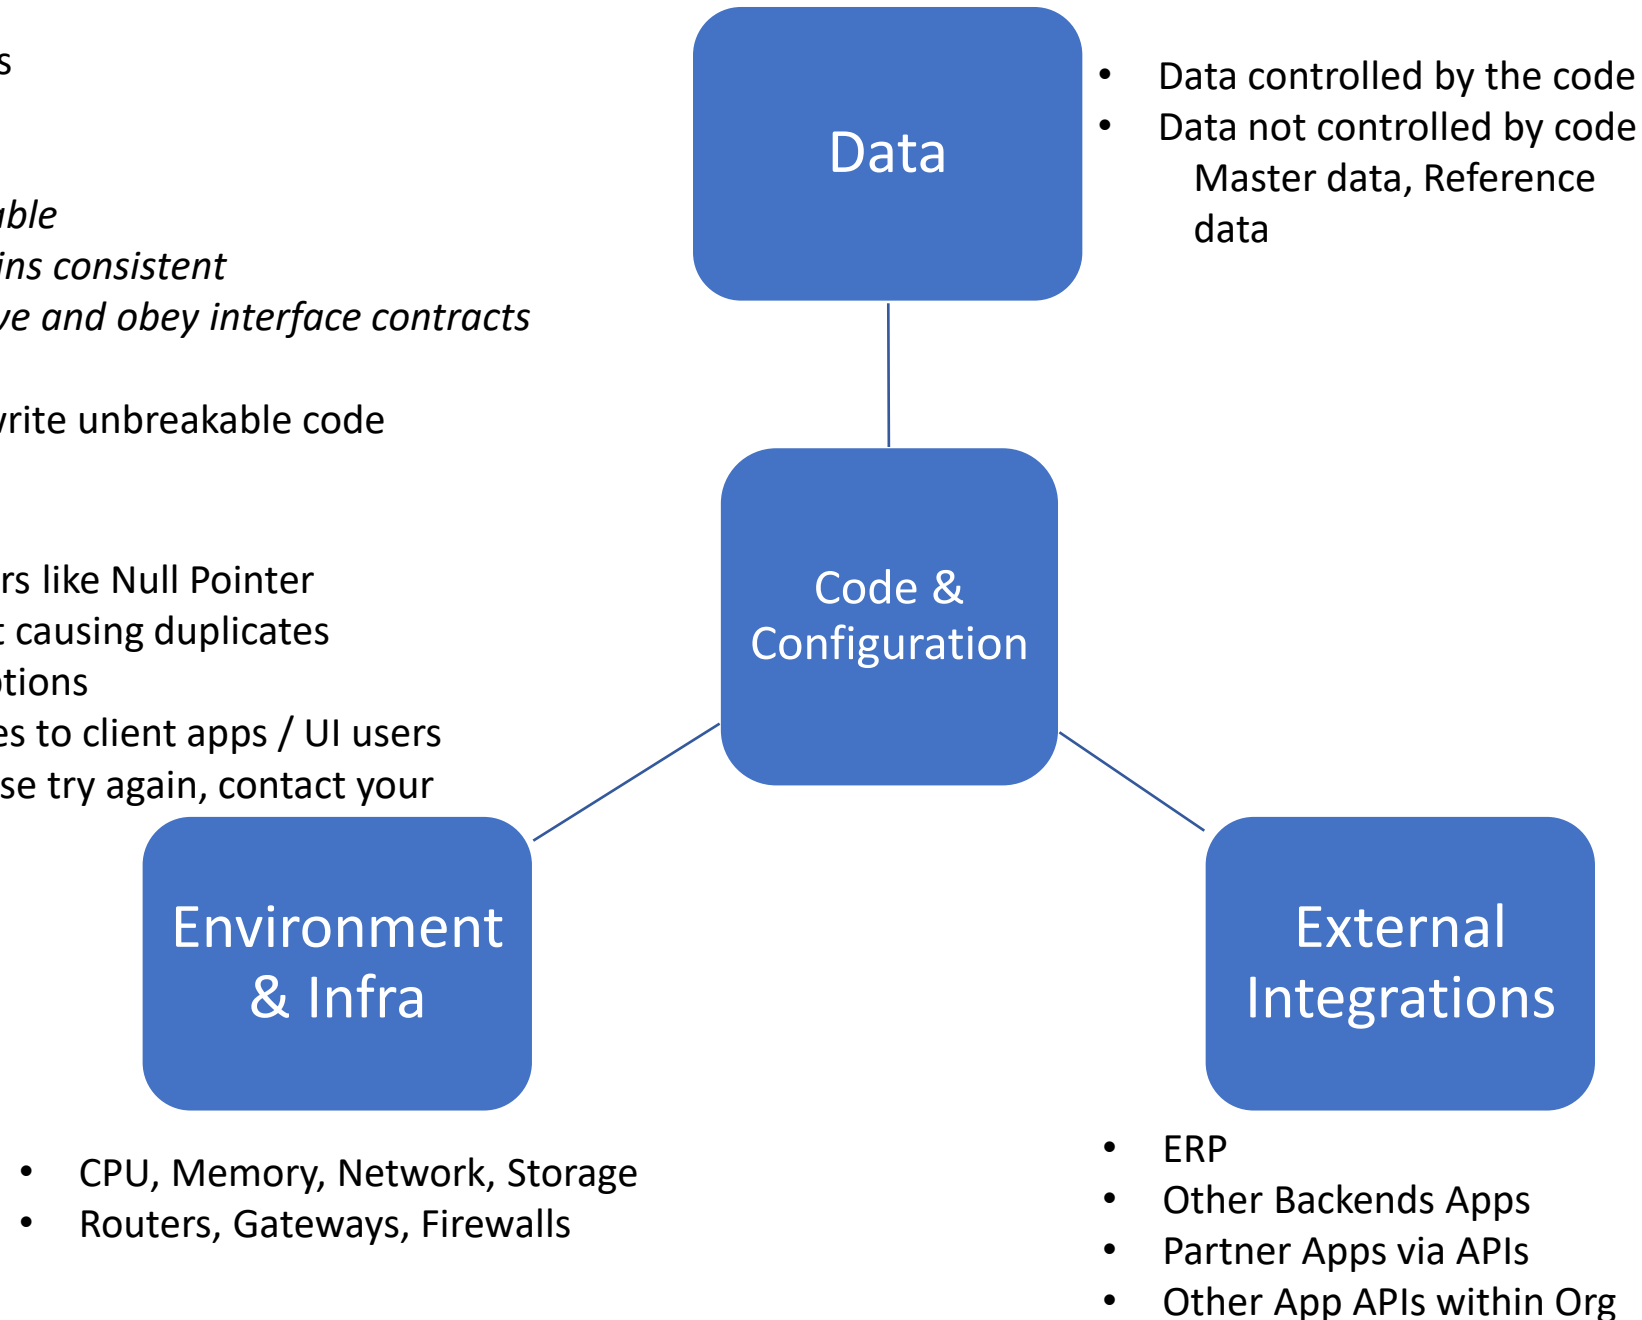 s
able
ins consistent
ve and obey interface contracts
write unbreakable code
rs like Null Pointer
t causing duplicates
ptions
es to client apps / UI users
se try again, contact your
Data
• Data controlled by the code
• Data not controlled by code
Master data, Reference
data
Code &
Configuration
Environment
& Infra
• CPU, Memory, Network, Storage
• Routers, Gateways, Firewalls
External
Integrations
• ERP
• Other Backends Apps
• Partner Apps via APIs
• Other App APIs within Org